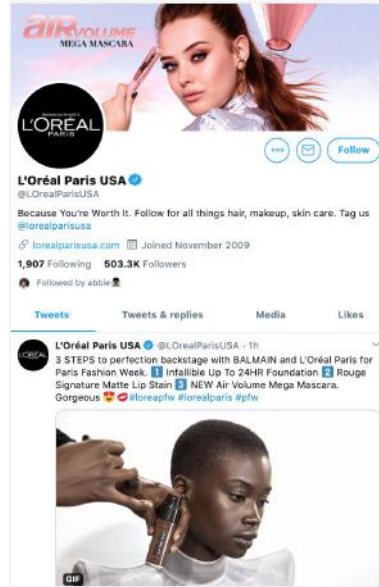 AIRVOLUME
MEGA MASCARA
L'ORÉAL
PARIS
Follow
L'Oréal Paris USA
@LOrealParisUSA
Because You're Worth It. Follow for all things hair, makeup, skin care. Tag us
@lorealparisusa
lorealparisusa.com Joined November 2009
1,907 Following 503.3K Followers
Followed by abbie
Tweets Tweets & replies Media Likes
L'Oréal Paris USA @LOrealParisUSA · 1h
3 STEPS to perfection backstage with BALMAIN and L'Oréal Paris for
Paris Fashion Week. 1 Infallible Up To 24HR Foundation 2 Rouge
Signature Matte Lip Stain 3 NEW Air Volume Mega Mascara.
Gorgeous 😍💋#loreapfw #lorealparis #pfw
GIF